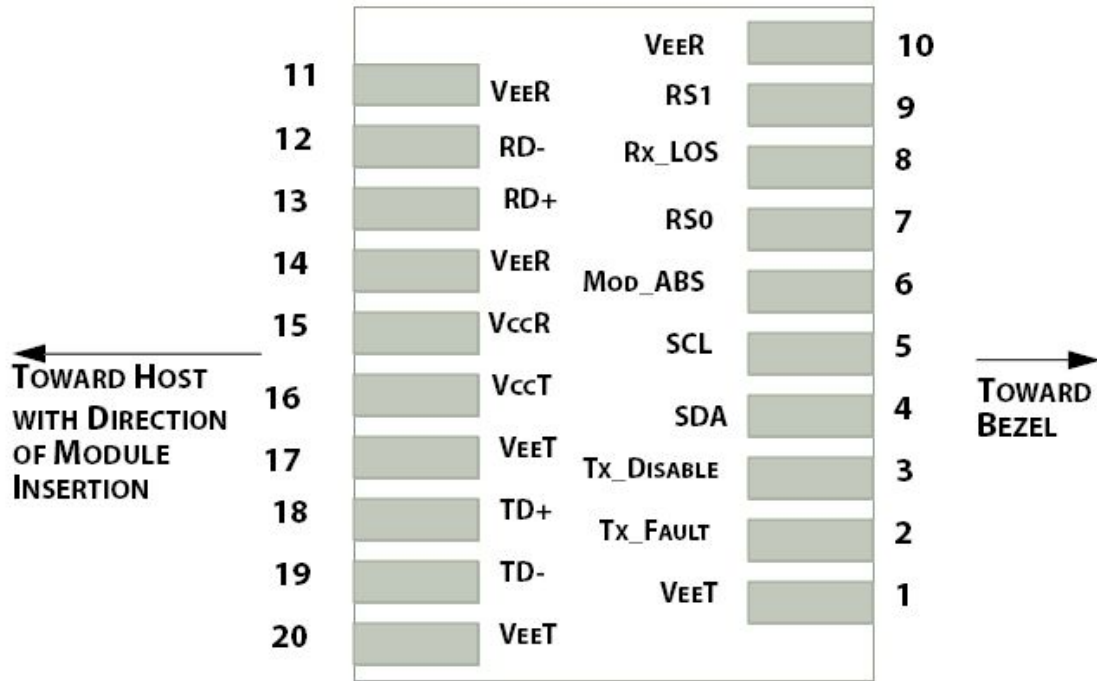 VEER 10
11 VEER
RS1 9
12 RD-
RX_LOS 8
13 RD+
RS0 7
14 VEER
MOD_ABS 6
15 VCCR
SCL 5
TOWARD HOST
WITH DIRECTION
OF MODULE
INSERTION
TOWARD
BEZEL
16 VCCT
SDA 4
17 VEET
TX_DISABLE 3
18 TD+
TX_FAULT 2
19 TD-
VEET 1
20 VEET